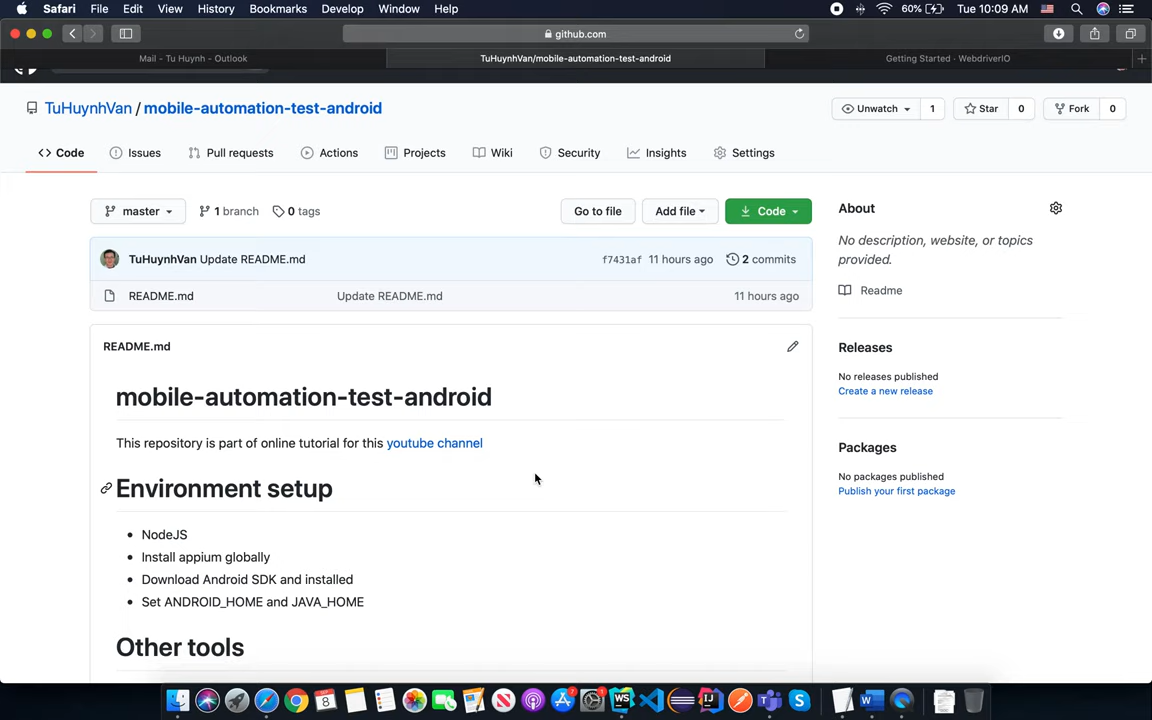 Safari File Edit View History Bookmarks Develop Window Help 60% Tue 10:09 AM
github.com
Mail - Tu Huynh - Outlook TuHuynhVan/mobile-automation-test-android Getting Started · WebdriverIO
TuHuynhVan / mobile-automation-test-android Unwatch 1 Star 0 Fork 0
<> Code Issues Pull requests Actions Projects Wiki Security Insights Settings
master 1 branch 0 tags Go to file Add file Code
About
No description, website, or topics
provided.
Readme
TuHuynhVan Update README.md f7431af 11 hours ago 2 commits
README.md Update README.md 11 hours ago
README.md
Releases
No releases published
Create a new release
mobile-automation-test-android
This repository is part of online tutorial for this youtube channel
Packages
No packages published
Publish your first package
Environment setup
• NodeJS
• Install appium globally
• Download Android SDK and installed
• Set ANDROID_HOME and JAVA_HOME
Other tools